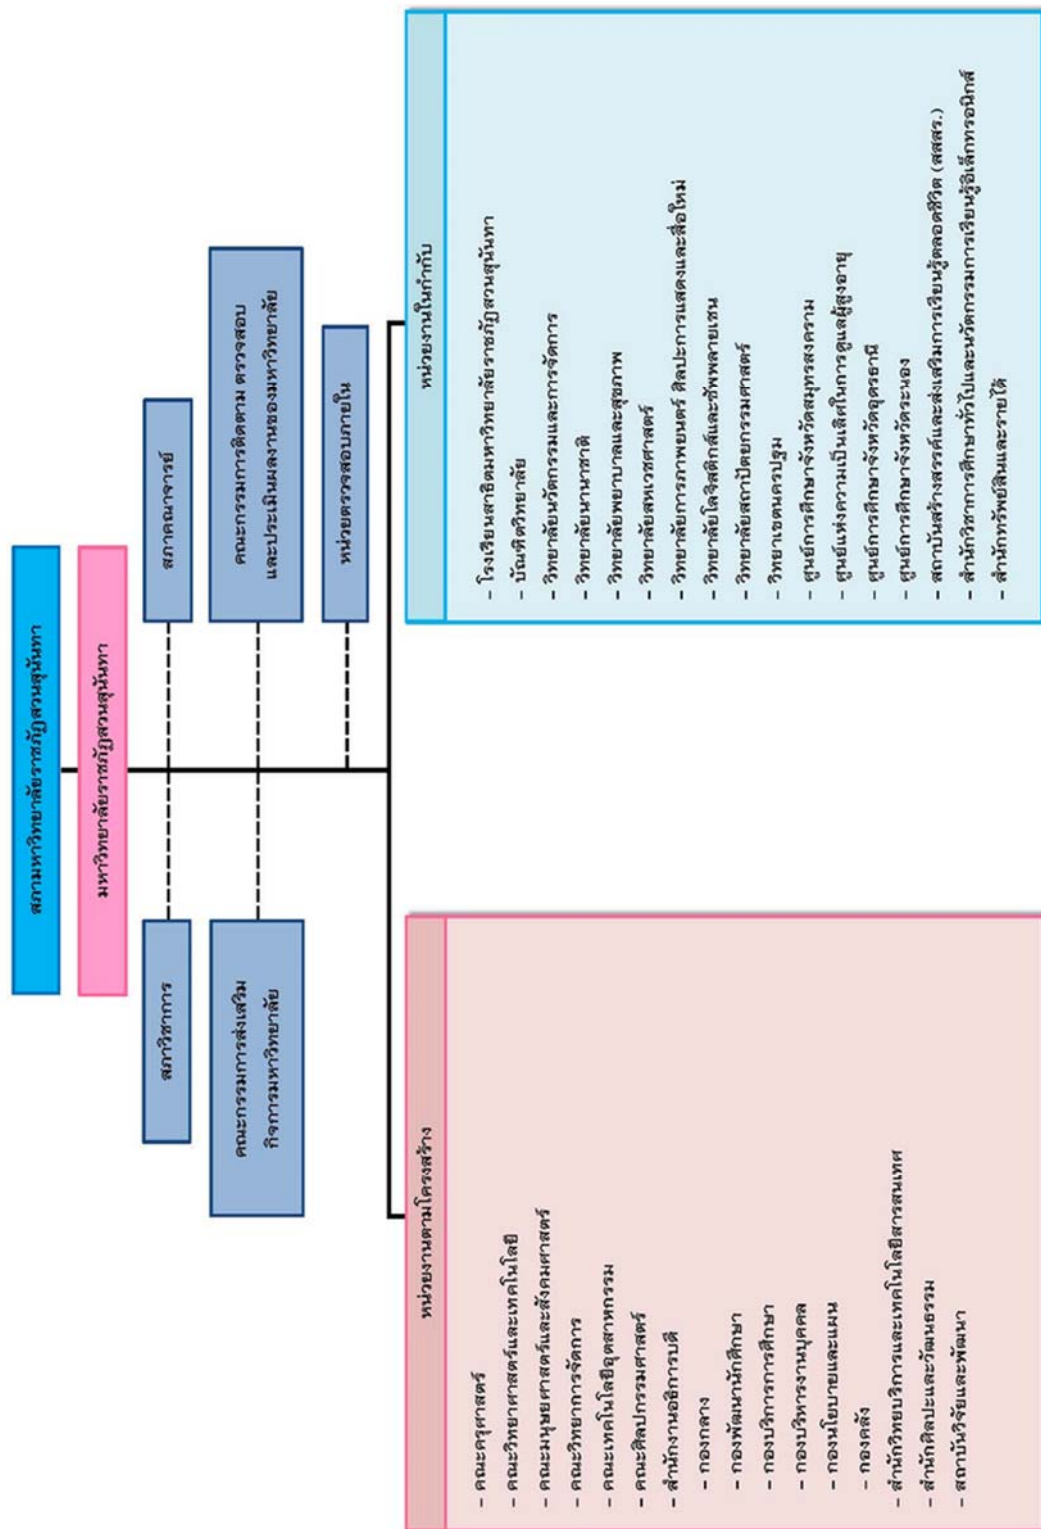 สภามหาวิทยาลัยราชภัฏสวนสุนันทา
มหาวิทยาลัยราชภัฏสวนสุนันทา
สภาวิชาการ
สภาคณาจารย์
คณะกรรมการส่งเสริม
กิจการมหาวิทยาลัย
คณะกรรมการติดตาม ตรวจสอบ
และประเมินผลงานของมหาวิทยาลัย
หน่วยตรวจสอบภายใน
หน่วยงานตามโครงสร้าง
- คณะครุศาสตร์
- คณะวิทยาศาสตร์และเทคโนโลยี
- คณะมนุษยศาสตร์และสังคมศาสตร์
- คณะวิทยาการจัดการ
- คณะเทคโนโลยีอุตสาหกรรม
- คณะศิลปกรรมศาสตร์
- สำนักงานอธิการบดี
- กองกลาง
- กองพัฒนานักศึกษา
- กองบริการการศึกษา
- กองบริหารงานบุคคล
- กองนโยบายและแผน
- กองคลัง
- สำนักวิทยบริการและเทคโนโลยีสารสนเทศ
- สำนักศิลปะและวัฒนธรรม
- สถาบันวิจัยและพัฒนา
หน่วยงานในกำกับ
- โรงเรียนสาธิตมหาวิทยาลัยราชภัฏสวนสุนันทา
- บัณฑิตวิทยาลัย
- วิทยาลัยนวัตกรรมและการจัดการ
- วิทยาลัยนานาชาติ
- วิทยาลัยพยาบาลและสุขภาพ
- วิทยาลัยสหเวชศาสตร์
- วิทยาลัยการภาพยนตร์ ศิลปะการแสดงและสื่อใหม่
- วิทยาลัยโลจิสติกส์และซัพพลายเชน
- วิทยาลัยสถาปัตยกรรมศาสตร์
- วิทยาเขตนครปฐม
- ศูนย์การศึกษาจังหวัดสมุทรสงคราม
- ศูนย์แห่งความเป็นเลิศในการดูแลผู้สูงอายุ
- ศูนย์การศึกษาจังหวัดอุดรธานี
- ศูนย์การศึกษาจังหวัดระนอง
- สถาบันสร้างสรรค์และส่งเสริมการเรียนรู้ตลอดชีวิต (สสสร.)
- สำนักวิชาการศึกษาทั่วไปและนวัตกรรมการเรียนรู้อิเล็กทรอนิกส์
- สำนักทรัพย์สินและรายได้